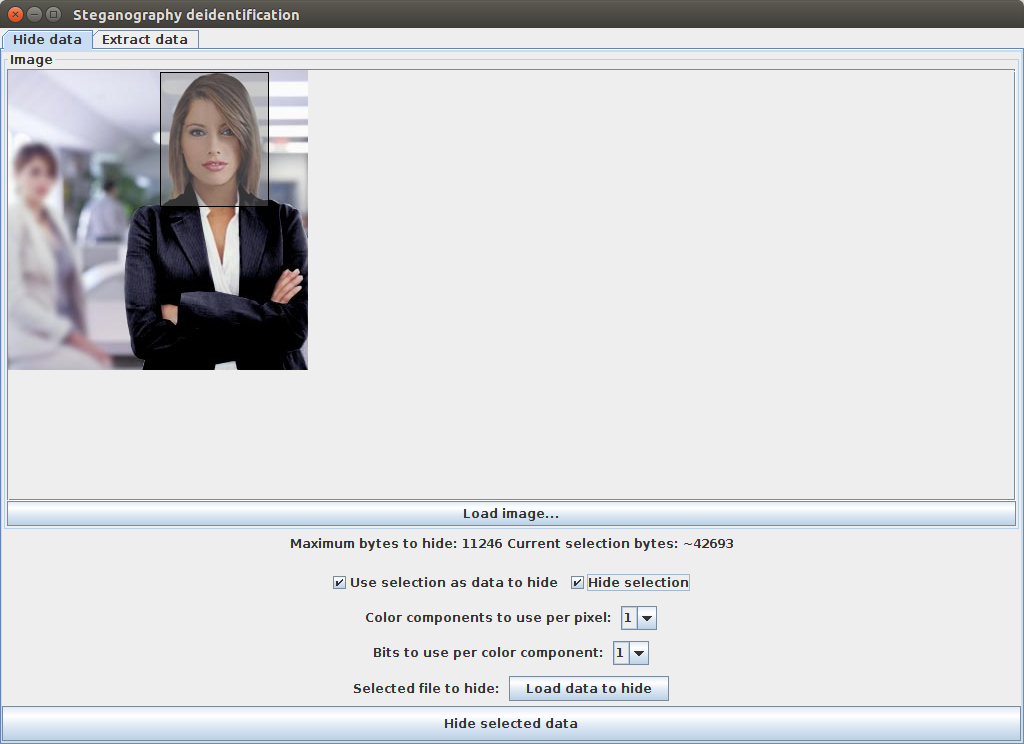 Steganography deidentification
Hide data Extract data
Image
Load image...
Maximum bytes to hide: 11246 Current selection bytes: ~42693
Use selection as data to hide Hide selection
Color components to use per pixel: 1
Bits to use per color component: 1
Selected file to hide: Load data to hide
Hide selected data